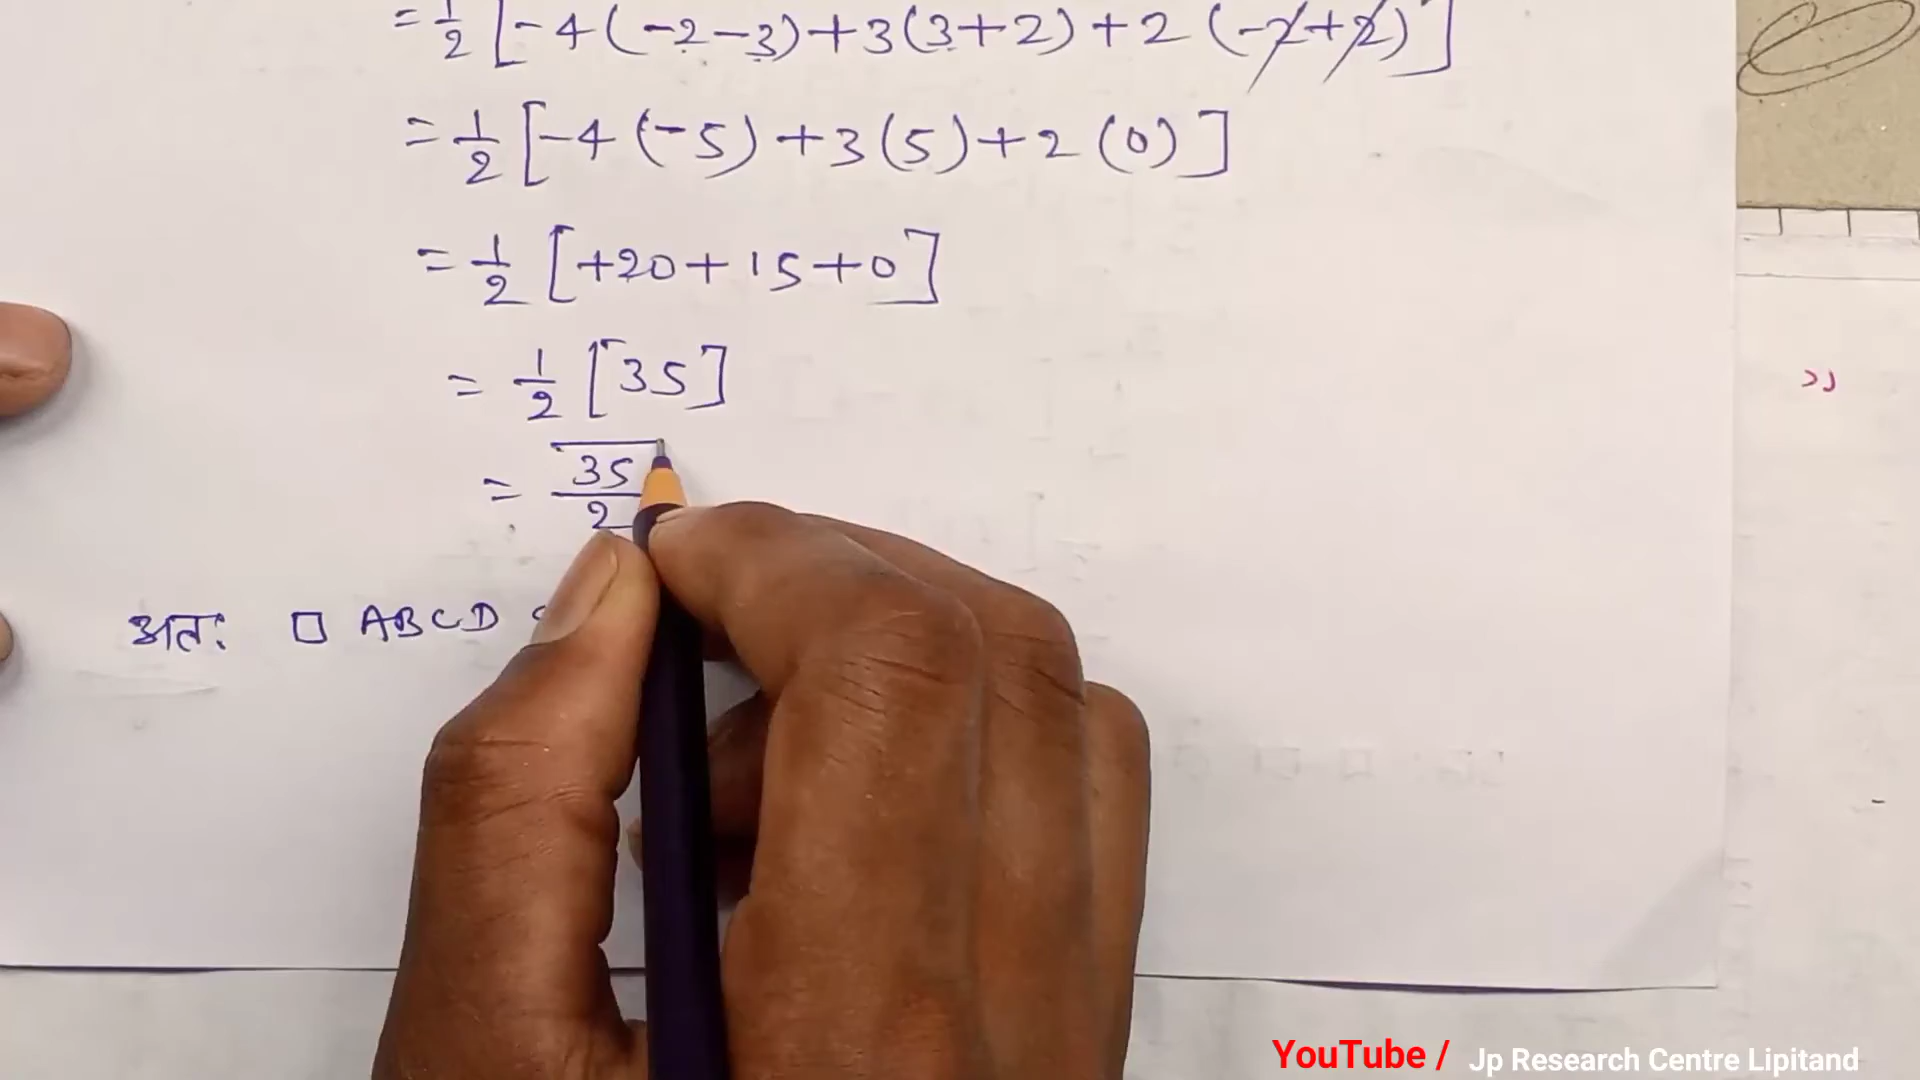 = 1/2 [-4(-2-3)+3(3+2)+2(-2+2)]
= 1/2 [-4(-5)+3(5)+2(0)]
= 1/2 [+20+15+0]
= 1/2 [35]
= 35/2
अतः □ ABCD
YouTube / Jp Research Centre Lipitand